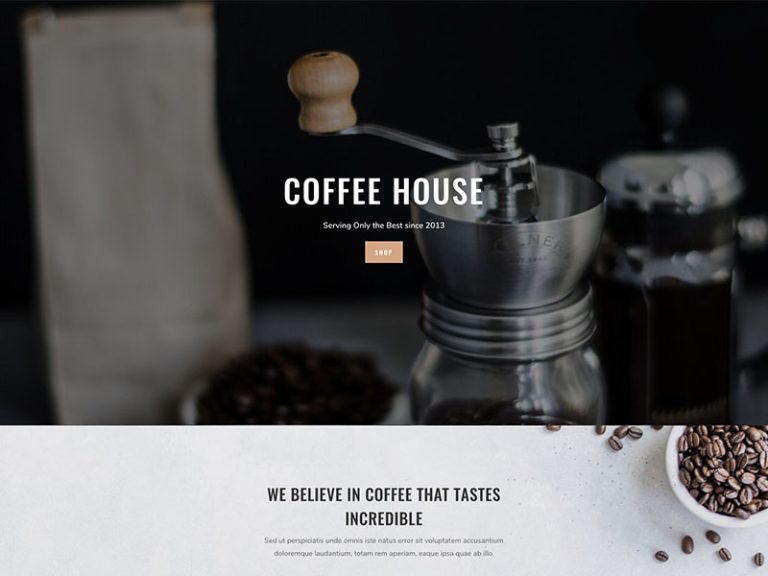 COFFEE HOUSE
Serving Only the Best since 2013
SHOP
WE BELIEVE IN COFFEE THAT TASTES
INCREDIBLE
Sed ut perspiciatis unde omnis iste natus error sit voluptatem accusantium
doloremque laudantium, totam rem aperiam, eaque ipsa quae ab illo.